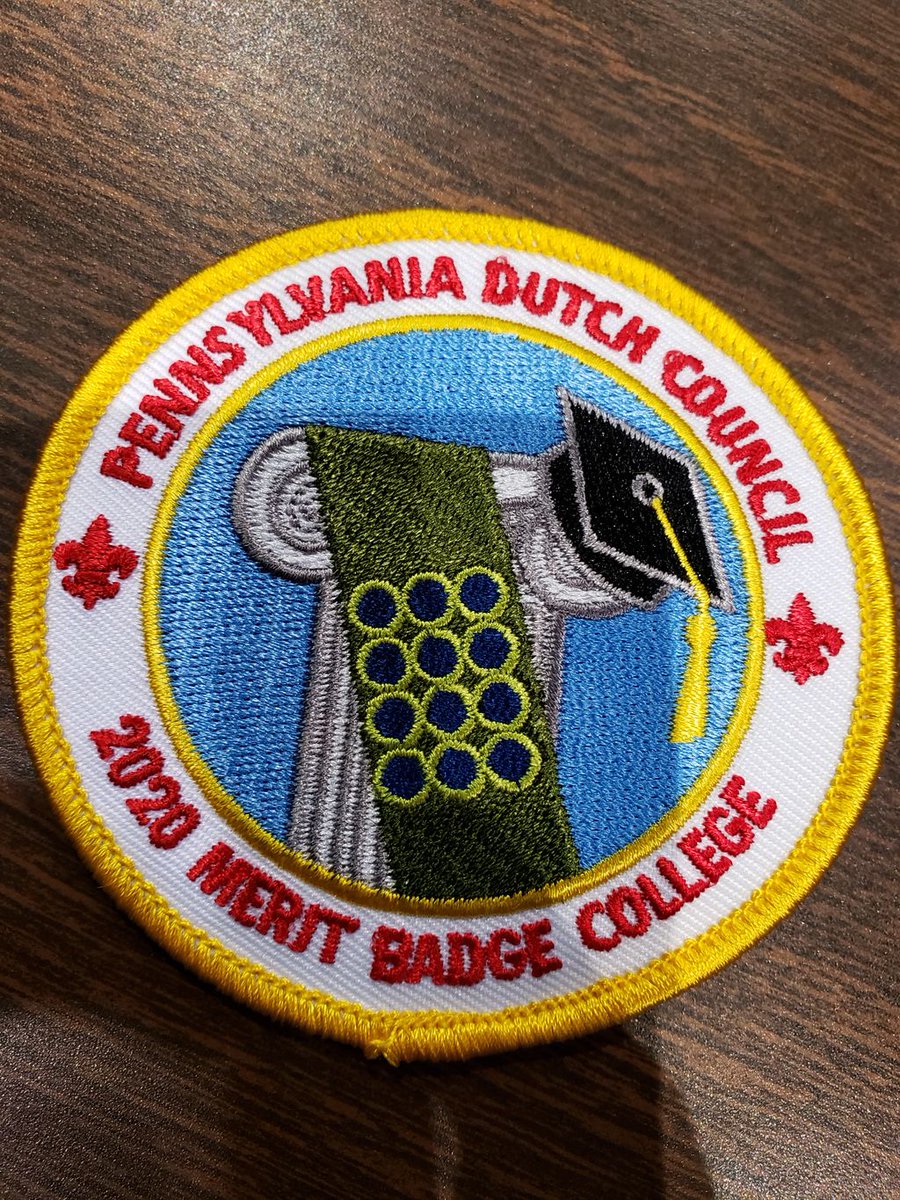 PENNSYLVANIA DUTCH COUNCIL
2020 MERIT BADGE COLLEGE